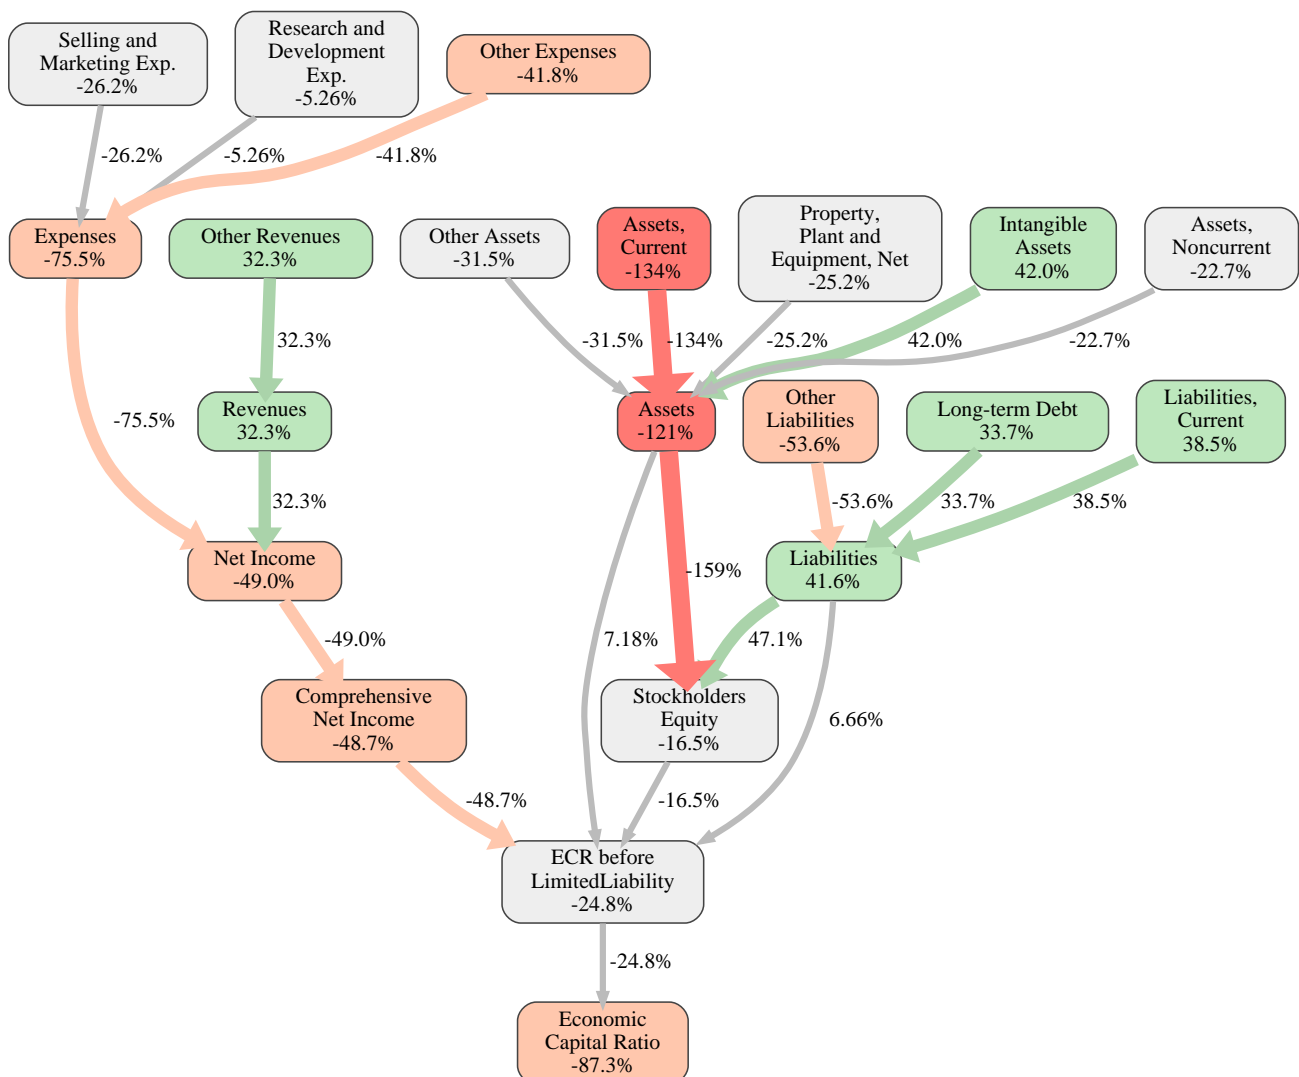 Selling and
Marketing Exp.
-26.2%
Research and
Development
Exp.
-5.26%
Other Expenses
-41.8%
-26.2%
-5.26%
-41.8%
Expenses
-75.5%
Other Revenues
32.3%
Other Assets
-31.5%
Assets,
Current
-134%
Property,
Plant and
Equipment, Net
-25.2%
Intangible
Assets
42.0%
Assets,
Noncurrent
-22.7%
32.3%
-31.5%
-134%
-25.2%
42.0%
-22.7%
-75.5%
Revenues
32.3%
Assets
-121%
Other
Liabilities
-53.6%
Long-term Debt
33.7%
Liabilities,
Current
38.5%
32.3%
-53.6%
33.7%
38.5%
Net Income
-49.0%
-159%
Liabilities
41.6%
-49.0%
7.18%
47.1%
Comprehensive
Net Income
-48.7%
Stockholders
Equity
-16.5%
6.66%
-48.7%
-16.5%
ECR before
LimitedLiability
-24.8%
-24.8%
Economic
Capital Ratio
-87.3%